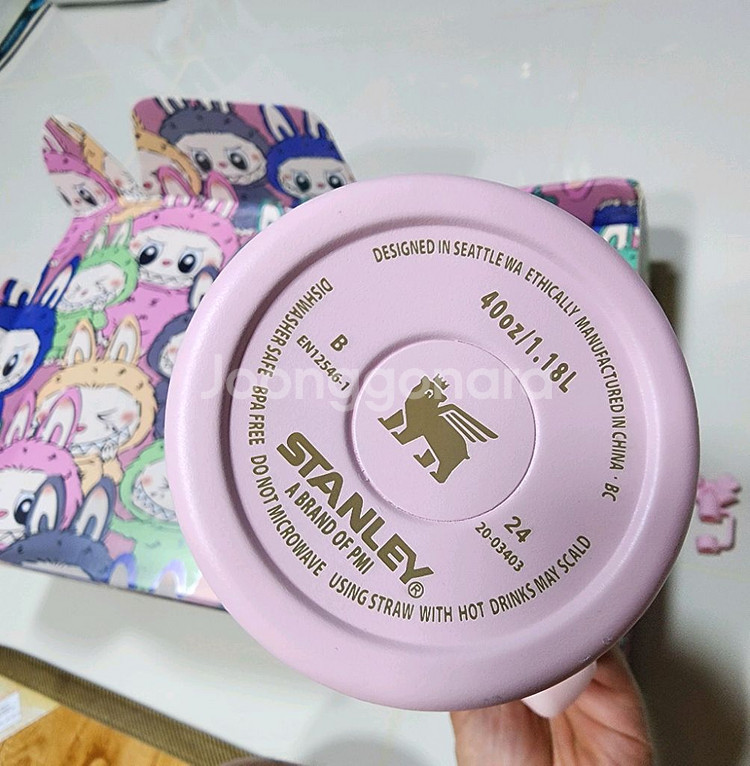 DESIGNED IN SEATTLE WA ETHICALLY MANUFACTURED IN CHINA · BC
40oz/1.18L
DISHWASHER SAFE BPA FREE DO NOT MICROWAVE USING STRAW WITH HOT DRINKS MAY SCALD
B
EN12546-1
Joonggonara
STANLEY®
A BRAND OF PMI
24
20-03403